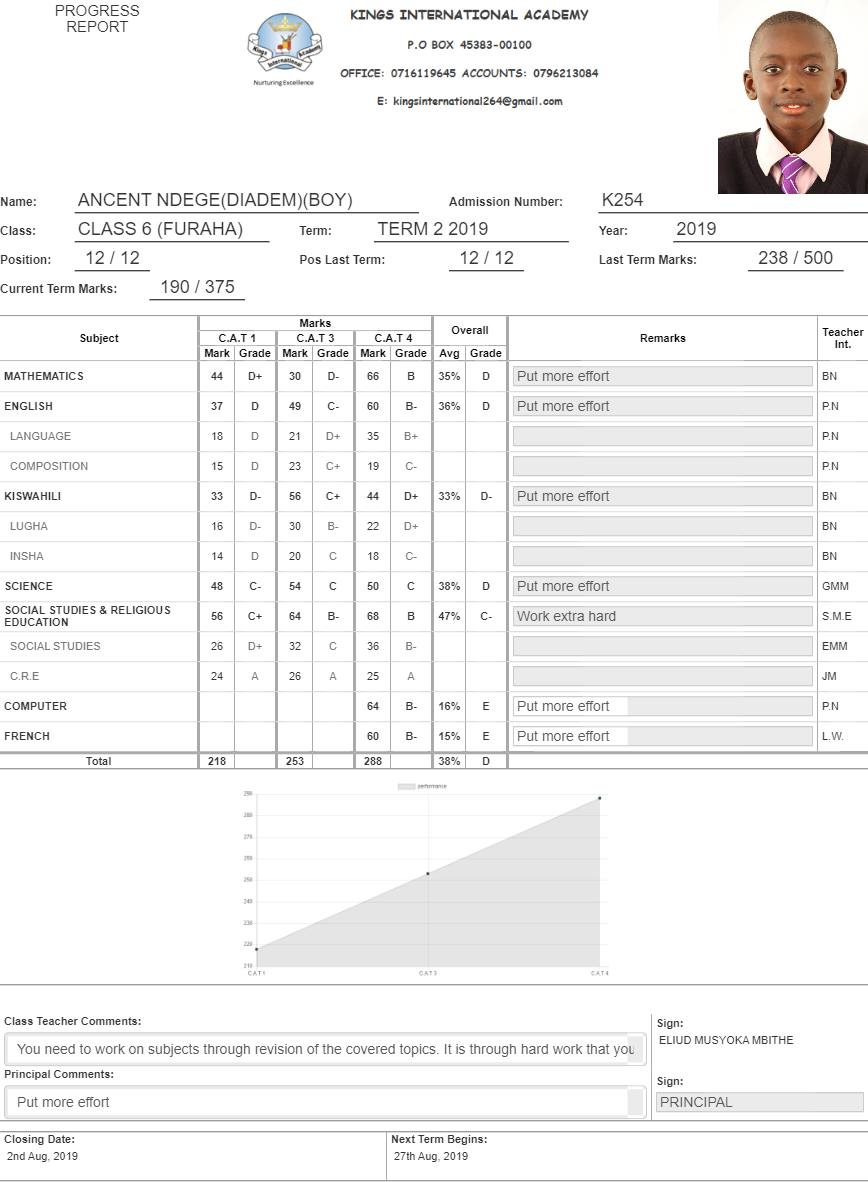 PROGRESS
REPORT
KINGS INTERNATIONAL ACADEMY
P.O BOX 45383-00100
OFFICE: 0716119645 ACCOUNTS: 0796213084
E: kingsinternational264@gmail.com
Kings International Academy
Nurturing Excellence
Name: ANCENT NDEGE(DIADEM)(BOY) Admission Number: K254
Class: CLASS 6 (FURAHA) Term: TERM 2 2019 Year: 2019
Position: 12 / 12 Pos Last Term: 12 / 12 Last Term Marks: 238 / 500
Current Term Marks: 190 / 375
Subject Marks Overall Remarks Teacher Int.
C.A.T 1 C.A.T 3 C.A.T 4
Mark Grade Mark Grade Mark Grade Avg Grade
MATHEMATICS 44 D+ 30 D- 66 B 35% D Put more effort BN
ENGLISH 37 D 49 C- 60 B- 36% D Put more effort P.N
LANGUAGE 18 D 21 D+ 35 B+ P.N
COMPOSITION 15 D 23 C+ 19 C- P.N
KISWAHILI 33 D- 56 C+ 44 D+ 33% D- Put more effort BN
LUGHA 16 D- 30 B- 22 D+ BN
INSHA 14 D 20 C 18 C- BN
SCIENCE 48 C- 54 C 50 C 38% D Put more effort GMM
SOCIAL STUDIES & RELIGIOUS
EDUCATION 56 C+ 64 B- 68 B 47% C- Work extra hard S.M.E
SOCIAL STUDIES 26 D+ 32 C 36 B- EMM
C.R.E 24 A 26 A 25 A JM
COMPUTER 64 B- 16% E Put more effort P.N
FRENCH 60 B- 15% E Put more effort L.W.
Total 218 253 288 38% D
performance
290
280
270
260
250
240
230
220
210
C.A.T 1 C.A.T 3 C.A.T 4
Class Teacher Comments:
You need to work on subjects through revision of the covered topics. It is through hard work that you
Sign:
ELIUD MUSYOKA MBITHE
Principal Comments:
Put more effort
Sign:
PRINCIPAL
Closing Date:
2nd Aug, 2019
Next Term Begins:
27th Aug, 2019